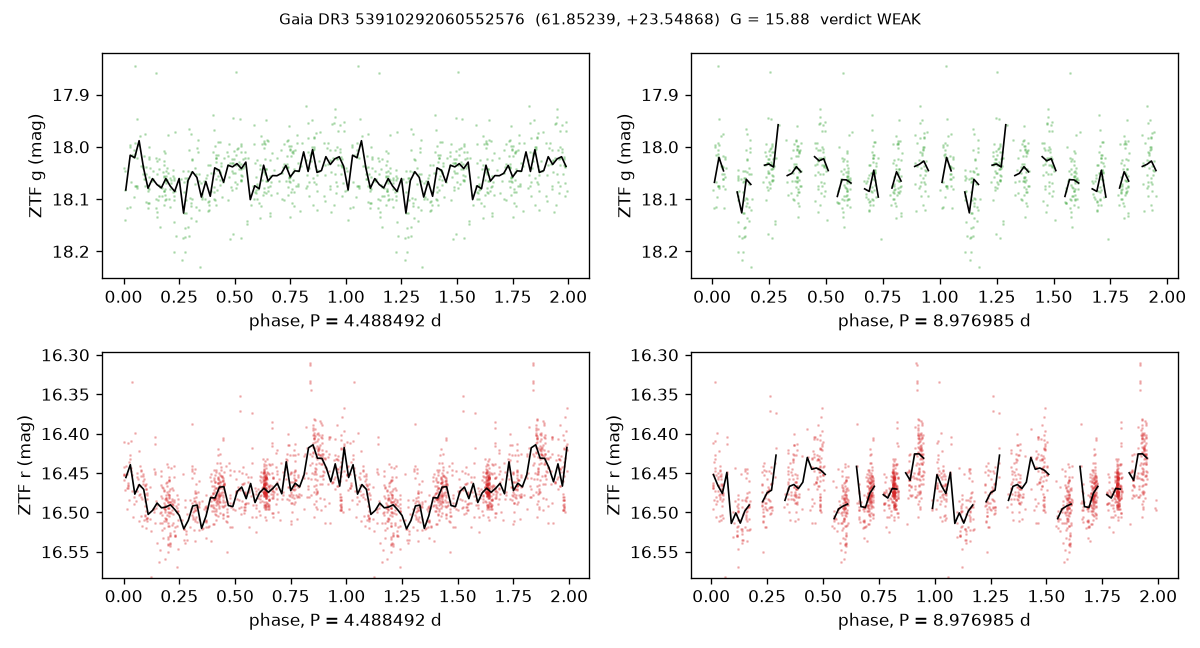 Gaia DR3 53910292060552576  (61.85239, +23.54868)  G = 15.88  verdict WEAK
ZTF g (mag)
17.9
18.0
18.1
18.2
0.00 0.25 0.50 0.75 1.00 1.25 1.50 1.75 2.00
phase, P = 4.488492 d
ZTF g (mag)
17.9
18.0
18.1
18.2
0.00 0.25 0.50 0.75 1.00 1.25 1.50 1.75 2.00
phase, P = 8.976985 d
ZTF r (mag)
16.30
16.35
16.40
16.45
16.50
16.55
0.00 0.25 0.50 0.75 1.00 1.25 1.50 1.75 2.00
phase, P = 4.488492 d
ZTF r (mag)
16.30
16.35
16.40
16.45
16.50
16.55
0.00 0.25 0.50 0.75 1.00 1.25 1.50 1.75 2.00
phase, P = 8.976985 d